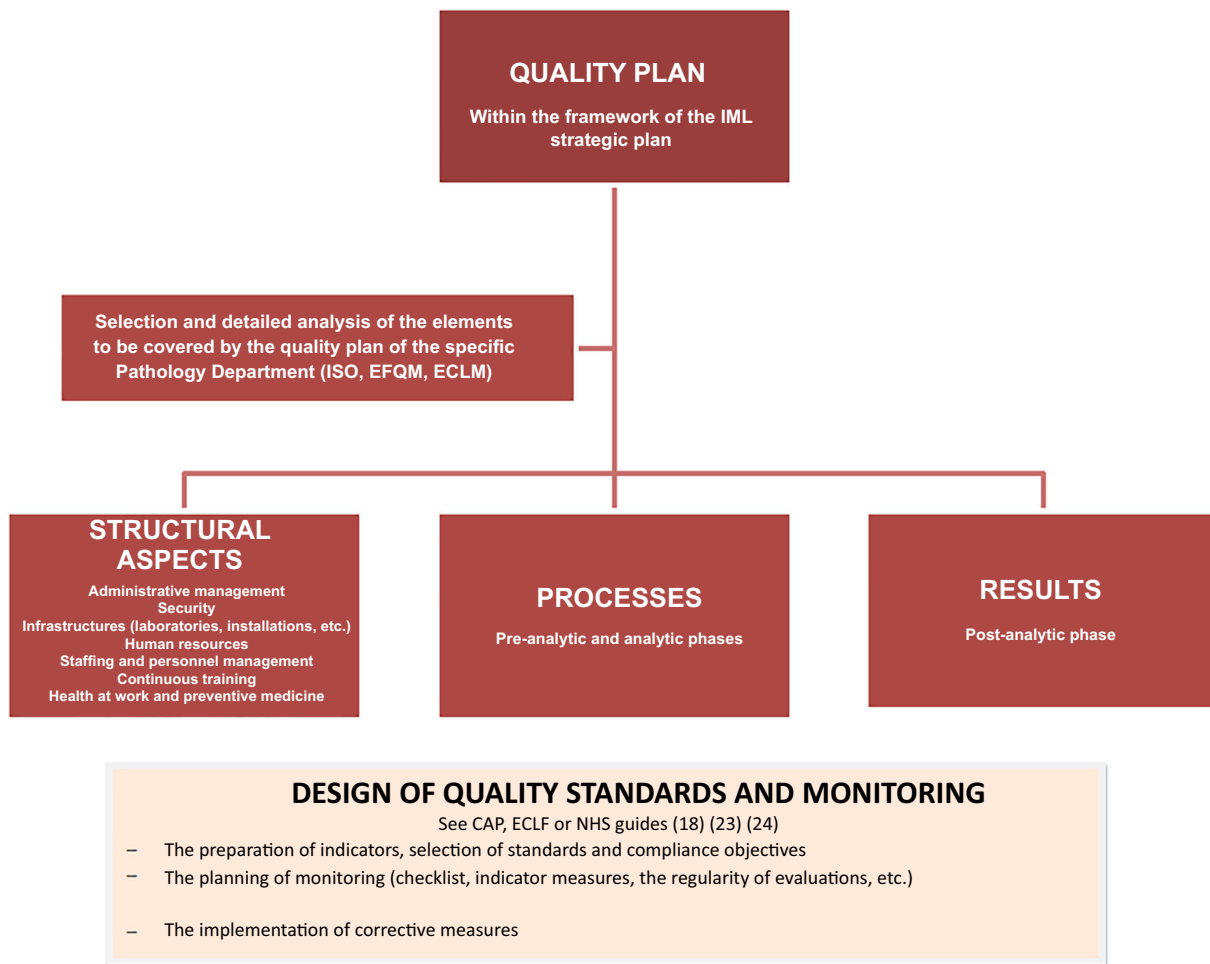 QUALITY PLAN
Within the framework of the IML
strategic plan
Selection and detailed analysis of the elements
to be covered by the quality plan of the specific
Pathology Department (ISO, EFQM, ECLM)
STRUCTURAL
ASPECTS
Administrative management
Security
Infrastructures (laboratories, installations, etc.)
Human resources
Staffing and personnel management
Continuous training
Health at work and preventive medicine
PROCESSES
Pre-analytic and analytic phases
RESULTS
Post-analytic phase
DESIGN OF QUALITY STANDARDS AND MONITORING
See CAP, ECLF or NHS guides (18) (23) (24)
– The preparation of indicators, selection of standards and compliance objectives
– The planning of monitoring (checklist, indicator measures, the regularity of evaluations, etc.)
– The implementation of corrective measures